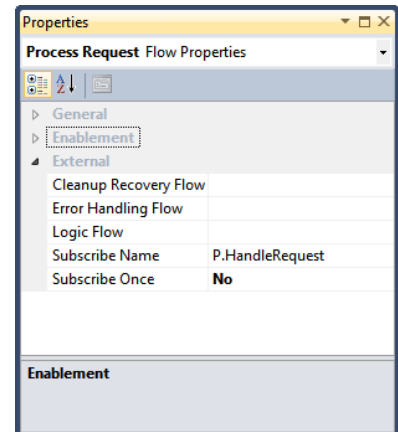 Properties
Process Request Flow Properties
General
Enablement
External
Cleanup Recovery Flow
Error Handling Flow
Logic Flow
Subscribe Name P.HandleRequest
Subscribe Once No
Enablement